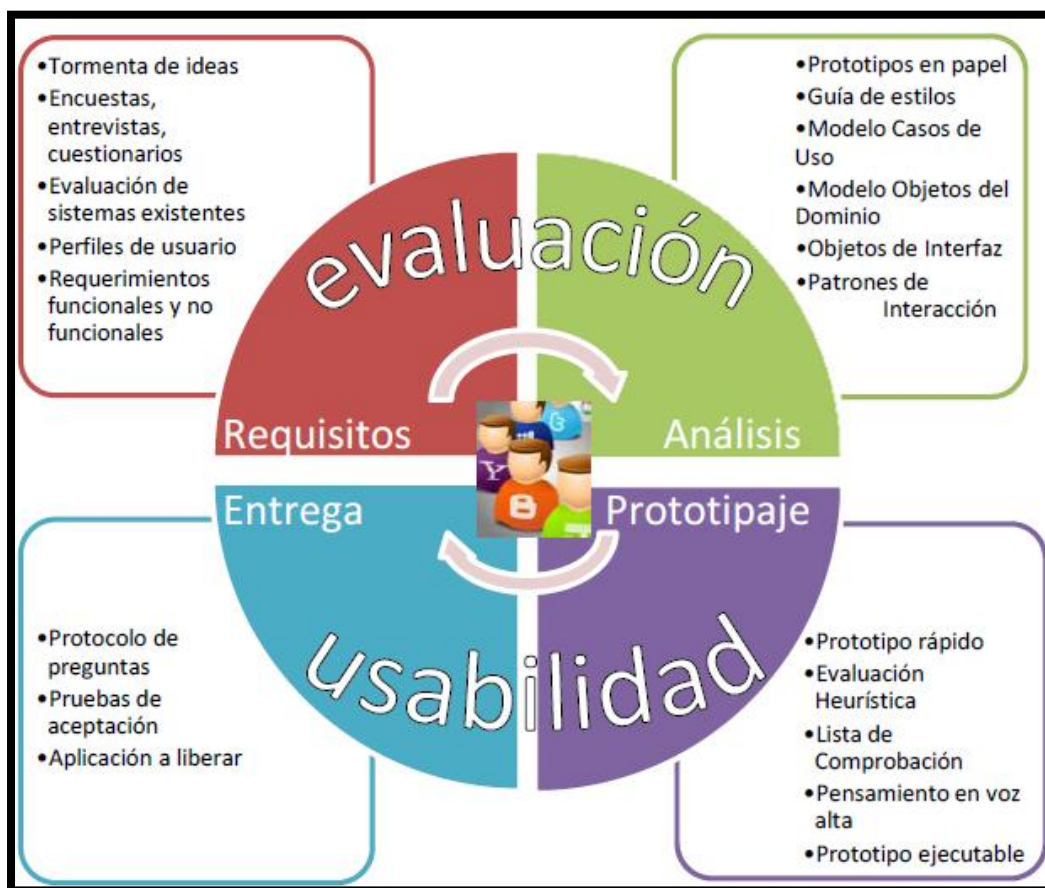 •Tormenta de ideas
•Encuestas,
entrevistas,
cuestionarios
•Evaluación de
sistemas existentes
•Perfiles de usuario
•Requerimientos
funcionales y no
funcionales
•Prototipos en papel
•Guía de estilos
•Modelo Casos de
Uso
•Modelo Objetos del
Dominio
•Objetos de Interfaz
•Patrones de
Interacción
evaluación
Requisitos
Análisis
Entrega
Prototipaje
usabilidad
•Protocolo de
preguntas
•Pruebas de
aceptación
•Aplicación a liberar
•Prototipo rápido
•Evaluación
Heurística
•Lista de
Comprobación
•Pensamiento en voz
alta
•Prototipo ejecutable